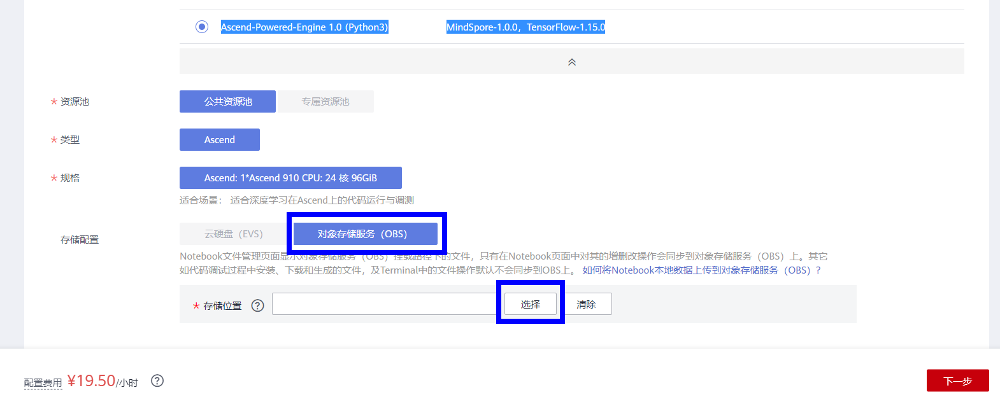 Ascend-Powered-Engine 1.0 (Python3) MindSpore-1.0.0，TensorFlow-1.15.0
* 资源池 公共资源池 专属资源池
* 类型 Ascend
* 规格 Ascend: 1*Ascend 910 CPU: 24 核 96GiB
适合场景： 适合深度学习在Ascend上的代码运行与调测
存储配置 云硬盘（EVS） 对象存储服务（OBS）
Notebook文件管理页面显示对象存储服务（OBS）挂载路径下的文件，只有在Notebook页面中对其的增删改操作会同步到对象存储服务（OBS）上。其它
如代码调试过程中安装、下载和生成的文件，及Terminal中的文件操作默认不会同步到OBS上。 如何将Notebook本地数据上传到对象存储服务（OBS）?
* 存储位置 ? 选择 清除
配置费用 ¥19.50/小时 ? 下一步